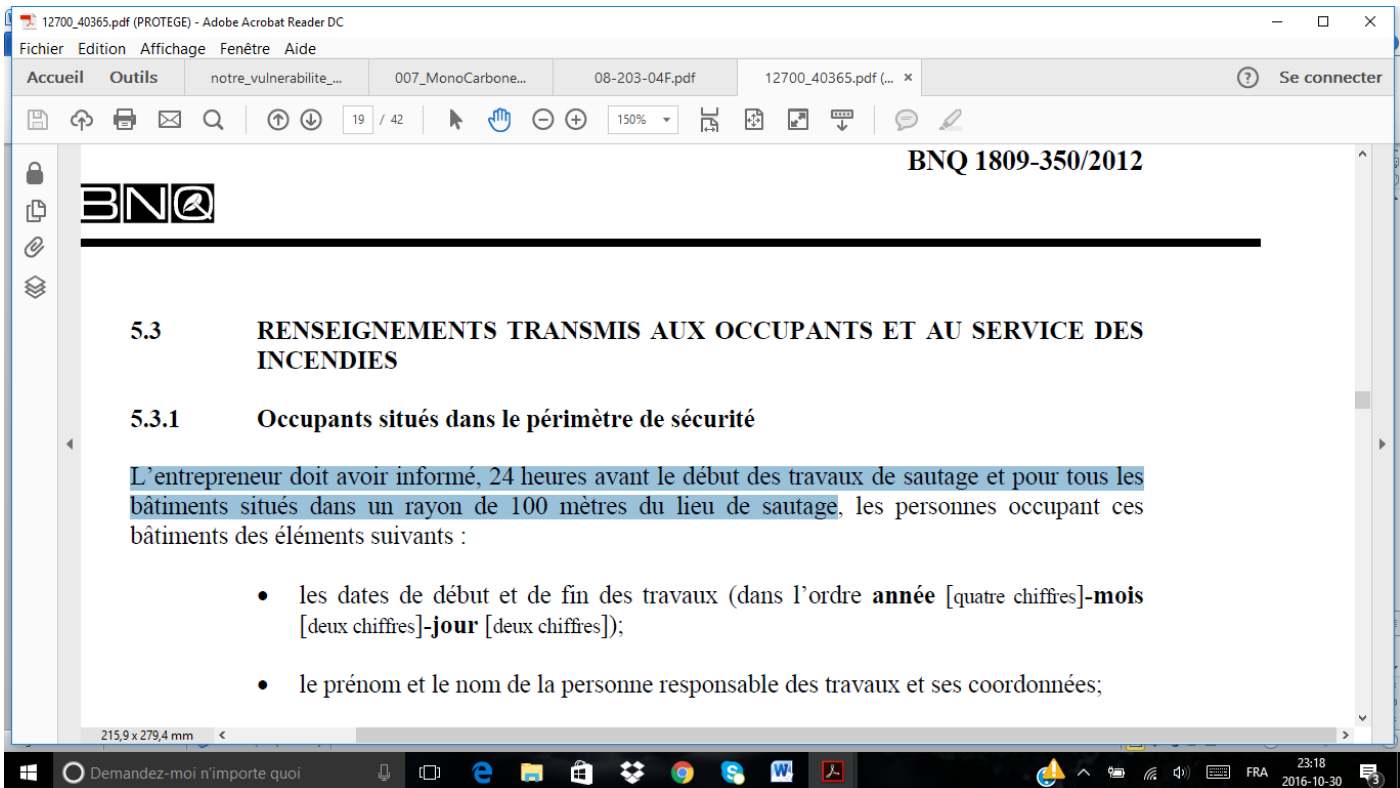 12700_40365.pdf (PROTEGE) - Adobe Acrobat Reader DC
Fichier Edition Affichage Fenêtre Aide
Accueil Outils notre_vulnerabilite_... 007_MonoCarbone... 08-203-04F.pdf 12700_40365.pdf (... × ? Se connecter
19 / 42 150%
BNQ 1809-350/2012
BNQ
5.3 RENSEIGNEMENTS TRANSMIS AUX OCCUPANTS ET AU SERVICE DES
INCENDIES
5.3.1 Occupants situés dans le périmètre de sécurité
L’entrepreneur doit avoir informé, 24 heures avant le début des travaux de sautage et pour tous les
bâtiments situés dans un rayon de 100 mètres du lieu de sautage, les personnes occupant ces
bâtiments des éléments suivants :
• les dates de début et de fin des travaux (dans l’ordre année [quatre chiffres]-mois
[deux chiffres]-jour [deux chiffres]);
• le prénom et le nom de la personne responsable des travaux et ses coordonnées;
215,9 x 279,4 mm
Demandez-moi n'importe quoi FRA 23:18
2016-10-30 3